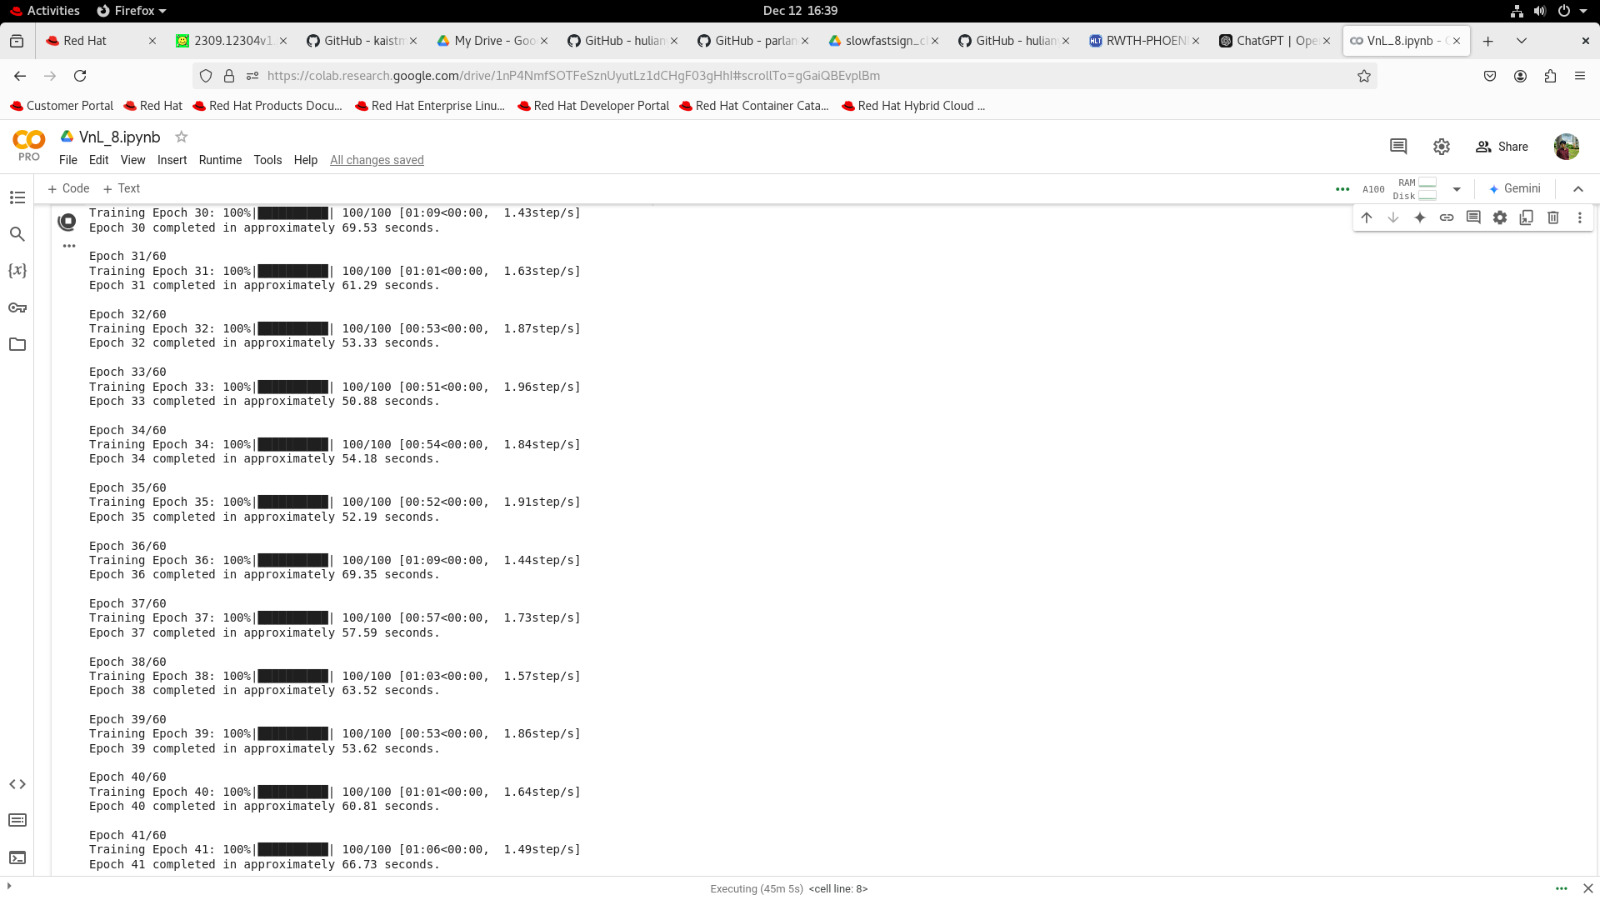 Activities Firefox Dec 12 16:39
Red Hat 2309.12304v1. GitHub - kaistm My Drive - Goo GitHub - hulian GitHub - parlan slowfastsign_cl GitHub - hulian RWTH-PHOENI ChatGPT | Ope VnL_8.ipynb - C
https://colab.research.google.com/drive/1nP4NmfSOTFeSznUyutLz1dCHgF03gHhI#scrollTo=gGaiQBEvplBm
Customer Portal Red Hat Red Hat Products Docu... Red Hat Enterprise Linu... Red Hat Developer Portal Red Hat Container Cata... Red Hat Hybrid Cloud ...
CO PRO VnL_8.ipynb
File Edit View Insert Runtime Tools Help All changes saved Share
+ Code + Text A100 RAM Disk Gemini
Training Epoch 30: 100%|██████████| 100/100 [01:09<00:00, 1.43step/s]
Epoch 30 completed in approximately 69.53 seconds.
Epoch 31/60
Training Epoch 31: 100%|██████████| 100/100 [01:01<00:00, 1.63step/s]
Epoch 31 completed in approximately 61.29 seconds.
Epoch 32/60
Training Epoch 32: 100%|██████████| 100/100 [00:53<00:00, 1.87step/s]
Epoch 32 completed in approximately 53.33 seconds.
Epoch 33/60
Training Epoch 33: 100%|██████████| 100/100 [00:51<00:00, 1.96step/s]
Epoch 33 completed in approximately 50.88 seconds.
Epoch 34/60
Training Epoch 34: 100%|██████████| 100/100 [00:54<00:00, 1.84step/s]
Epoch 34 completed in approximately 54.18 seconds.
Epoch 35/60
Training Epoch 35: 100%|██████████| 100/100 [00:52<00:00, 1.91step/s]
Epoch 35 completed in approximately 52.19 seconds.
Epoch 36/60
Training Epoch 36: 100%|██████████| 100/100 [01:09<00:00, 1.44step/s]
Epoch 36 completed in approximately 69.35 seconds.
Epoch 37/60
Training Epoch 37: 100%|██████████| 100/100 [00:57<00:00, 1.73step/s]
Epoch 37 completed in approximately 57.59 seconds.
Epoch 38/60
Training Epoch 38: 100%|██████████| 100/100 [01:03<00:00, 1.57step/s]
Epoch 38 completed in approximately 63.52 seconds.
Epoch 39/60
Training Epoch 39: 100%|██████████| 100/100 [00:53<00:00, 1.86step/s]
Epoch 39 completed in approximately 53.62 seconds.
Epoch 40/60
Training Epoch 40: 100%|██████████| 100/100 [01:01<00:00, 1.64step/s]
Epoch 40 completed in approximately 60.81 seconds.
Epoch 41/60
Training Epoch 41: 100%|██████████| 100/100 [01:06<00:00, 1.49step/s]
Epoch 41 completed in approximately 66.73 seconds.
Executing (45m 5s) <cell line: 8>